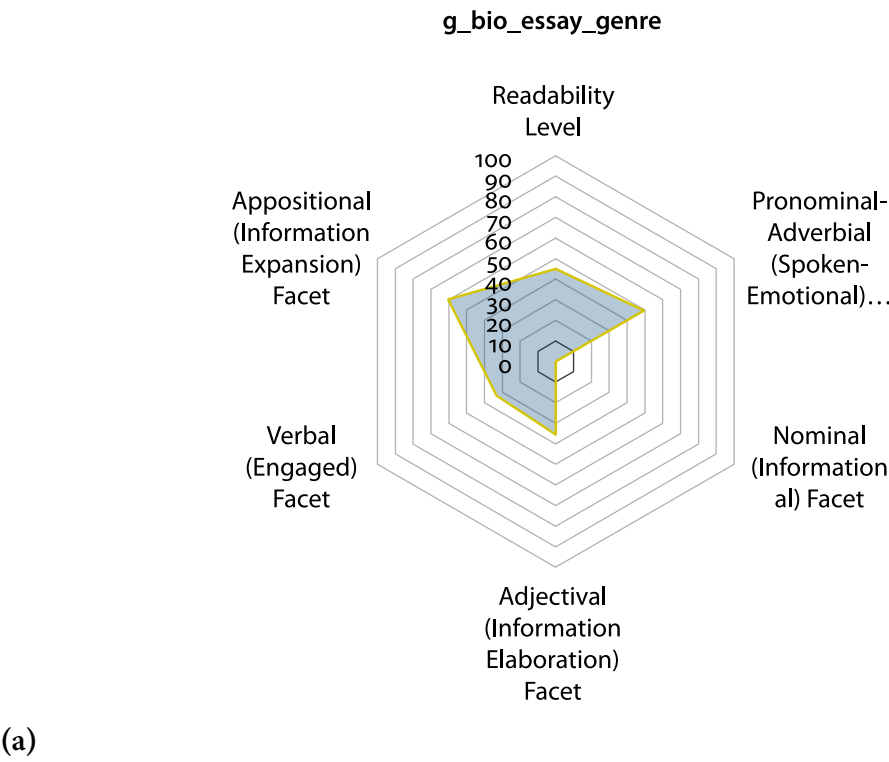 g_bio_essay_genre
Readability
Level
100
90
80
70
60
50
40
30
20
10
0
Pronominal-
Adverbial
(Spoken-
Emotional)…
Nominal
(Information
al) Facet
Adjectival
(Information
Elaboration)
Facet
Verbal
(Engaged)
Facet
Appositional
(Information
Expansion)
Facet
(a)